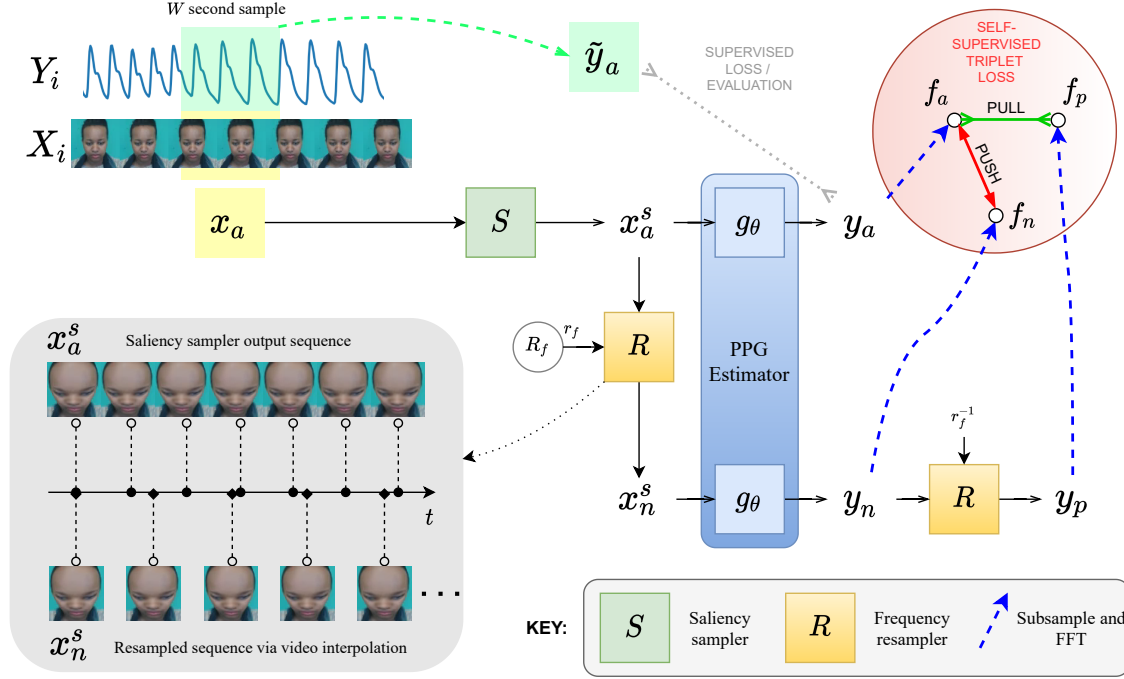 W second sample
Y_i
X_i
ỹ_a
SUPERVISED
LOSS /
EVALUATION
SELF-
SUPERVISED
TRIPLET
LOSS
f_a
PULL
f_p
PUSH
f_n
x_a
S
x_a^s
g_θ
y_a
R_f
r_f
R
PPG
Estimator
x_a^s
Saliency sampler output sequence
t
x_n^s
Resampled sequence via video interpolation
. . .
x_n^s
g_θ
y_n
r_f^{-1}
R
y_p
KEY:
S
Saliency
sampler
R
Frequency
resampler
Subsample and
FFT